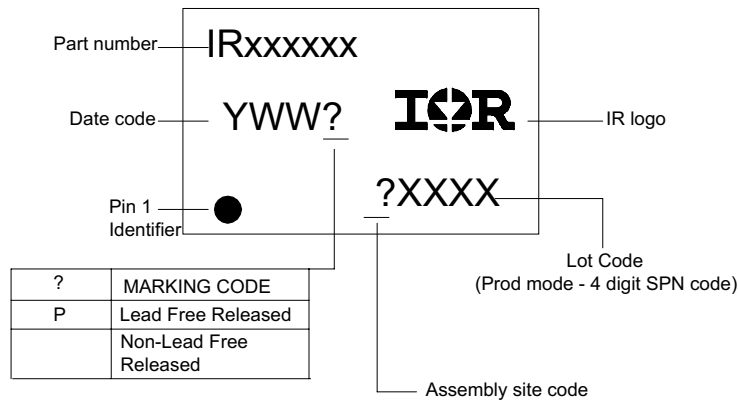 Part number
IRxxxxxx
Date code
YWW?
IOR
IR logo
?XXXX
Pin 1
Identifier
Lot Code
(Prod mode - 4 digit SPN code)
? MARKING CODE
P Lead Free Released
Non-Lead Free
Released
Assembly site code